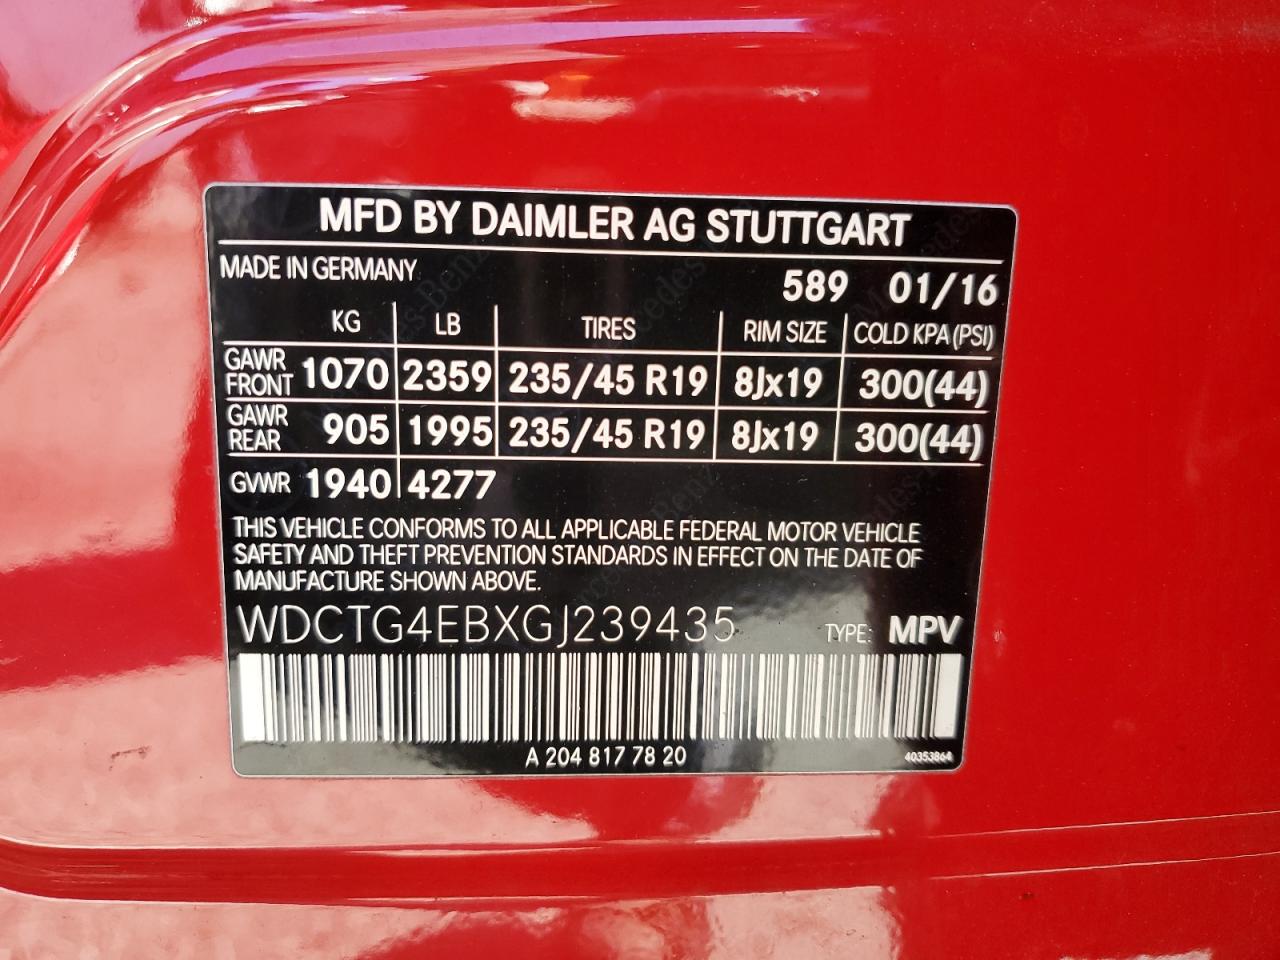 MFD BY DAIMLER AG STUTTGART
MADE IN GERMANY 589 01/16
KG LB TIRES RIM SIZE COLD KPA (PSI)
GAWR FRONT 1070 2359 235/45 R19 8Jx19 300(44)
GAWR REAR 905 1995 235/45 R19 8Jx19 300(44)
GVWR 1940 4277
THIS VEHICLE CONFORMS TO ALL APPLICABLE FEDERAL MOTOR VEHICLE
SAFETY AND THEFT PREVENTION STANDARDS IN EFFECT ON THE DATE OF
MANUFACTURE SHOWN ABOVE.
WDCTG4EBXGJ239435 TYPE: MPV
A 204 817 78 20 40353864